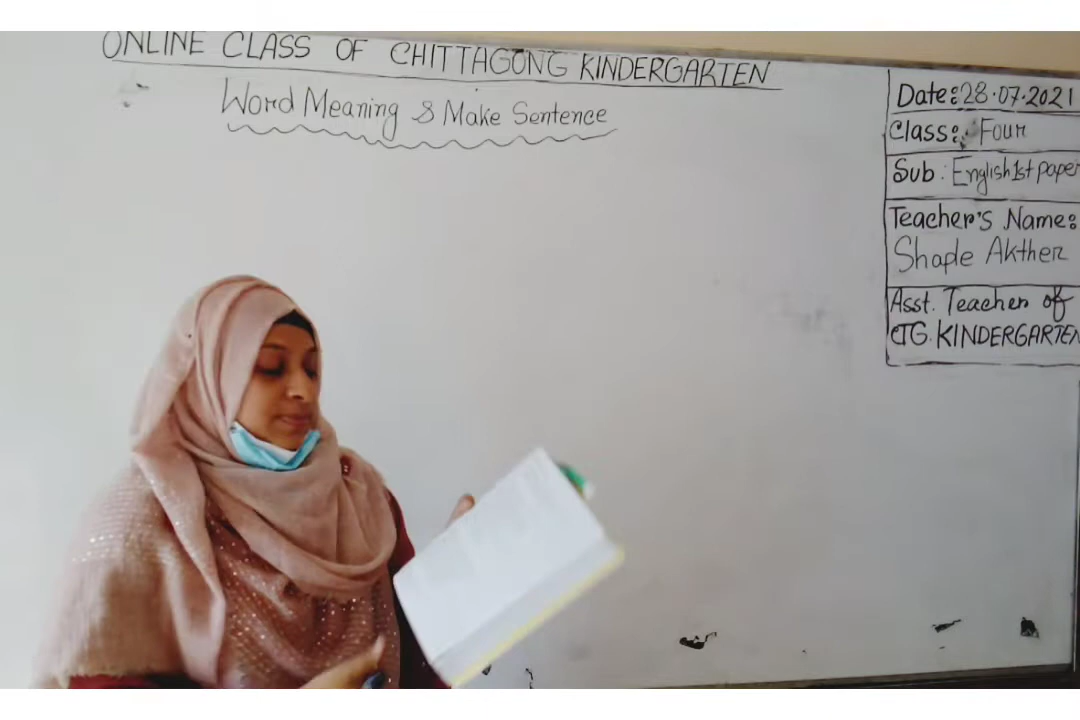 ONLINE CLASS OF CHITTAGONG KINDERGARTEN
Word Meaning & Make Sentence
Date:28.07.2021
Class: Four
Sub : English 1st paper
Teacher's Name:
Shaple Akther
Asst. Teacher of
CTG. KINDERGARTEN